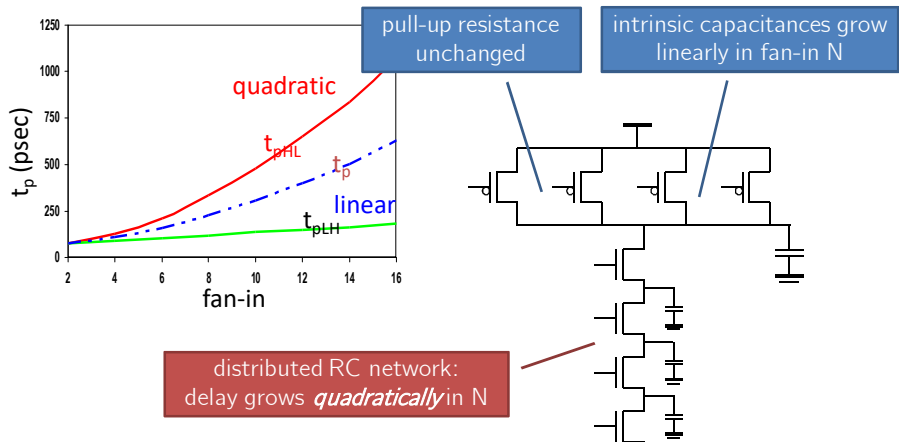 pull-up resistance
unchanged
intrinsic capacitances grow
linearly in fan-in N
1250
1000
750
500
250
0
t_p (psec)
quadratic
t_pHL
t_p
linear
t_pLH
2 4 6 8 10 12 14 16
fan-in
distributed RC network:
delay grows quadratically in N